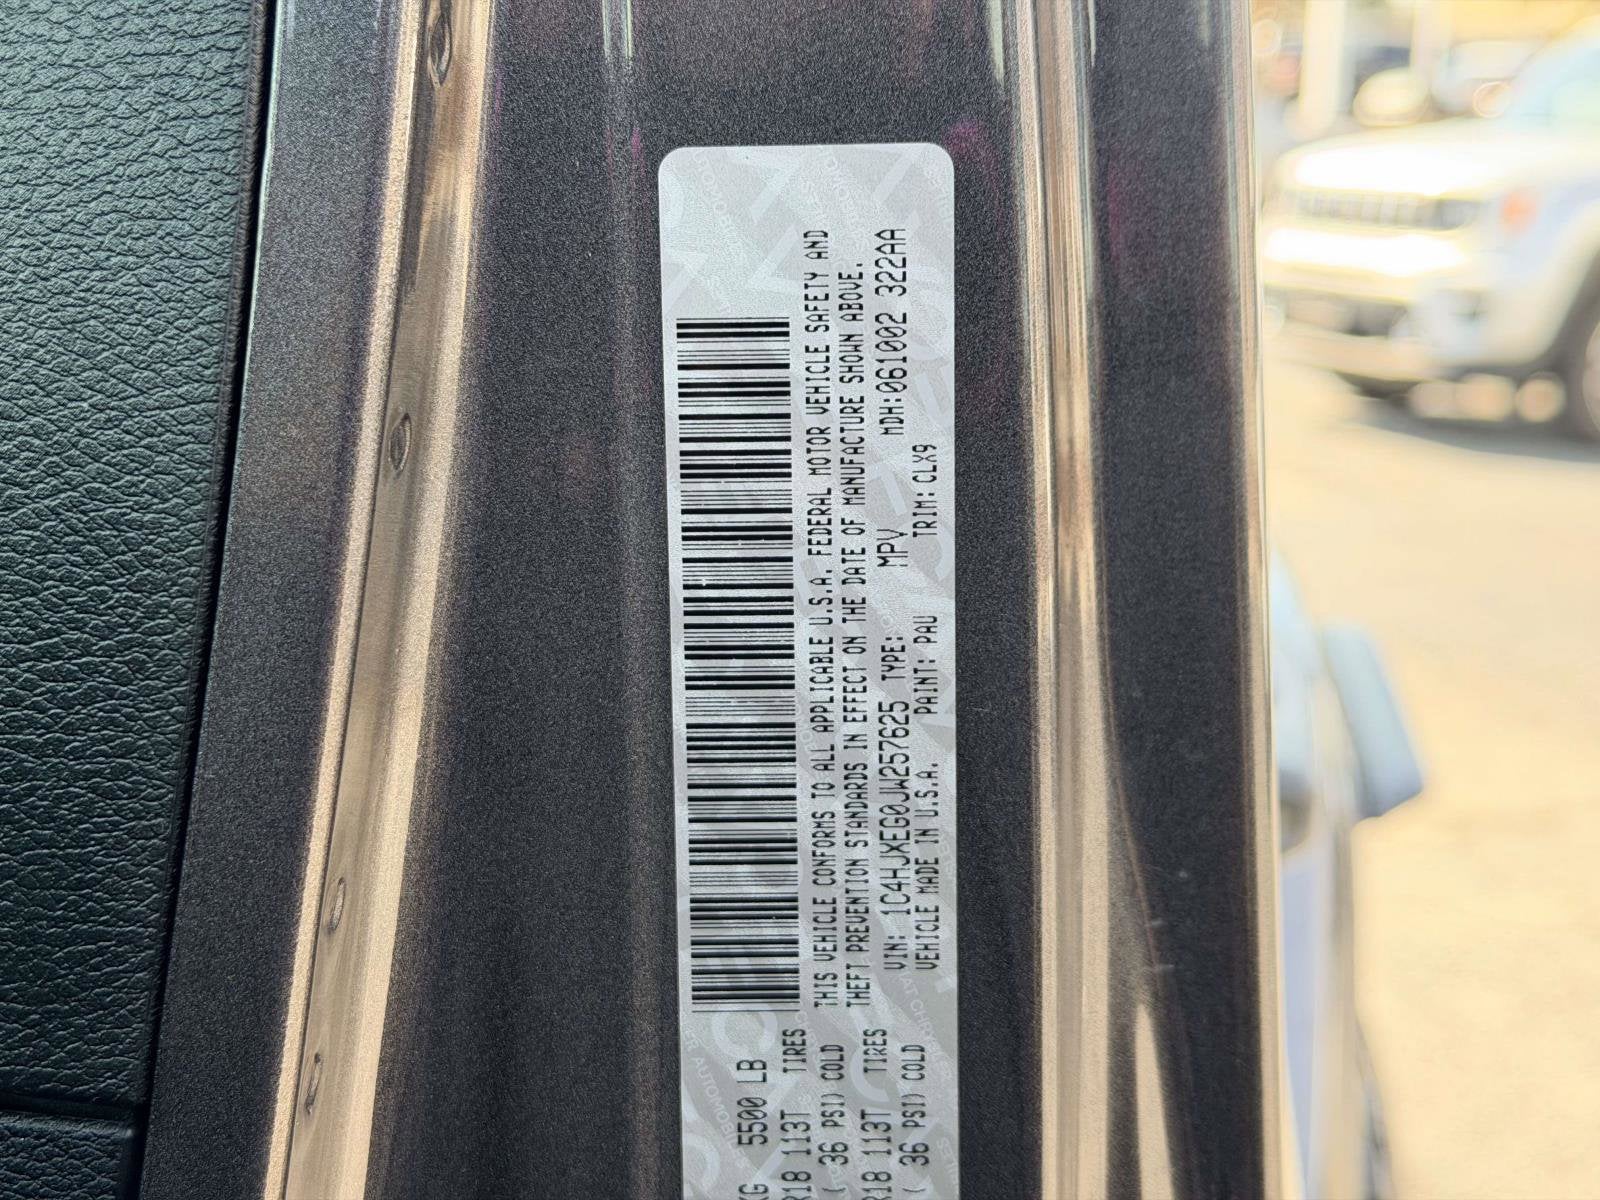 KG 5500 LB
R18 113T TIRES
( 36 PSI) COLD
R18 113T TIRES
( 36 PSI) COLD
THIS VEHICLE CONFORMS TO ALL APPLICABLE U.S.A. FEDERAL MOTOR VEHICLE SAFETY AND
THEFT PREVENTION STANDARDS IN EFFECT ON THE DATE OF MANUFACTURE SHOWN ABOVE.
VIN: 1C4HJXEG0JW257625 TYPE: MPV MDH:061002 322AA
VEHICLE MADE IN U.S.A. PAINT: PAU TRIM: CLX9